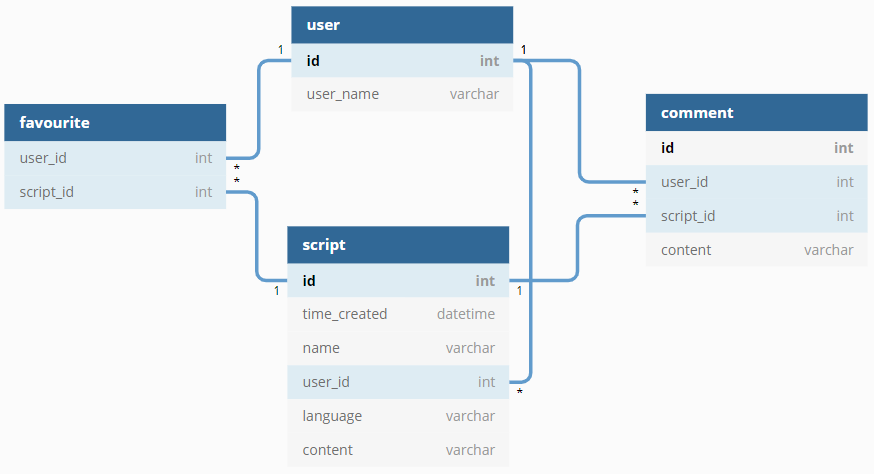 user
id int
user_name varchar
favourite
user_id int
script_id int
script
id int
time_created datetime
name varchar
user_id int
language varchar
content varchar
comment
id int
user_id int
script_id int
content varchar
1
1
*
*
*
*
1
1
*